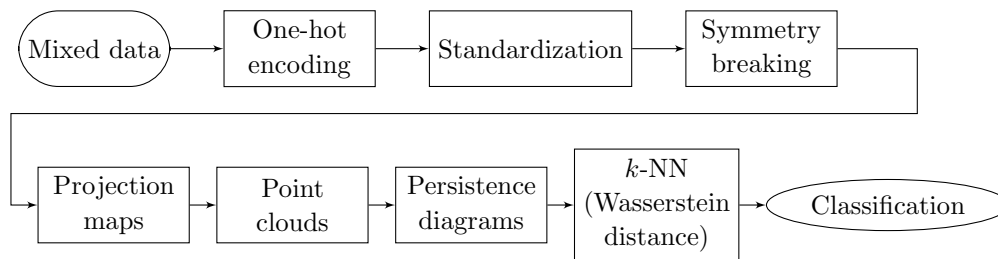 Mixed data
One-hot
encoding
Standardization
Symmetry
breaking
Projection
maps
Point
clouds
Persistence
diagrams
k-NN
(Wasserstein
distance)
Classification